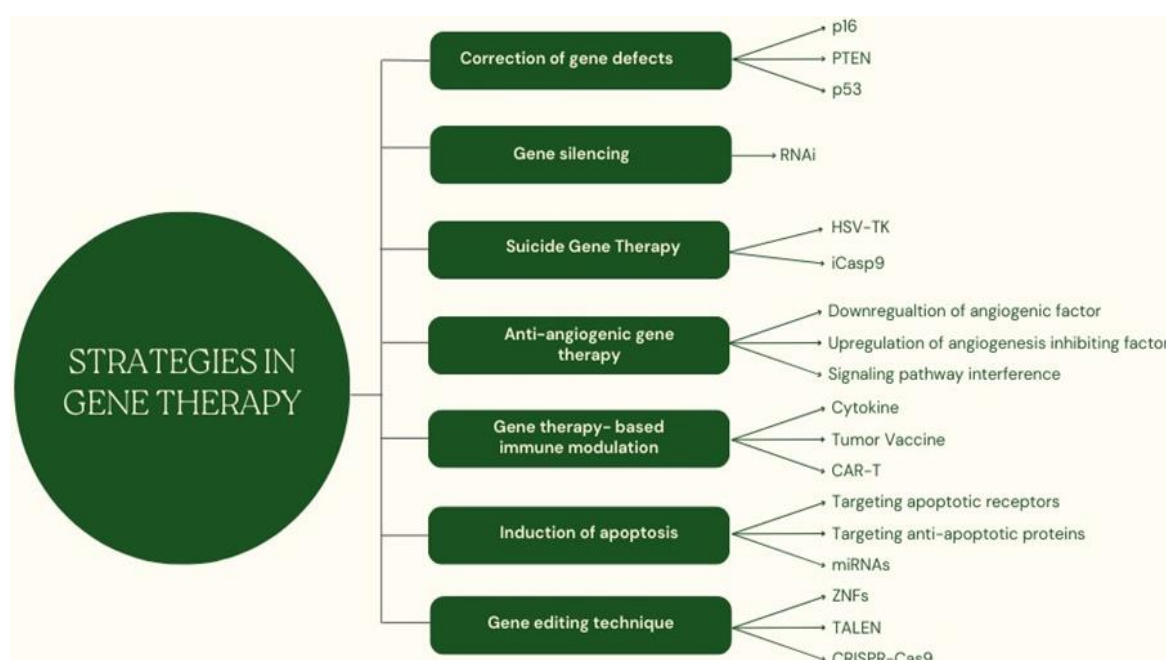 STRATEGIES IN
GENE THERAPY
Correction of gene defects
p16
PTEN
p53
Gene silencing
RNAi
Suicide Gene Therapy
HSV-TK
iCasp9
Anti-angiogenic gene
therapy
Downregualtion of angiogenic factor
Upregulation of angiogenesis inhibiting factor
Signaling pathway interference
Gene therapy- based
immune modulation
Cytokine
Tumor Vaccine
CAR-T
Induction of apoptosis
Targeting apoptotic receptors
Targeting anti-apoptotic proteins
miRNAs
Gene editing technique
ZNFs
TALEN
CRISPR-Cas9